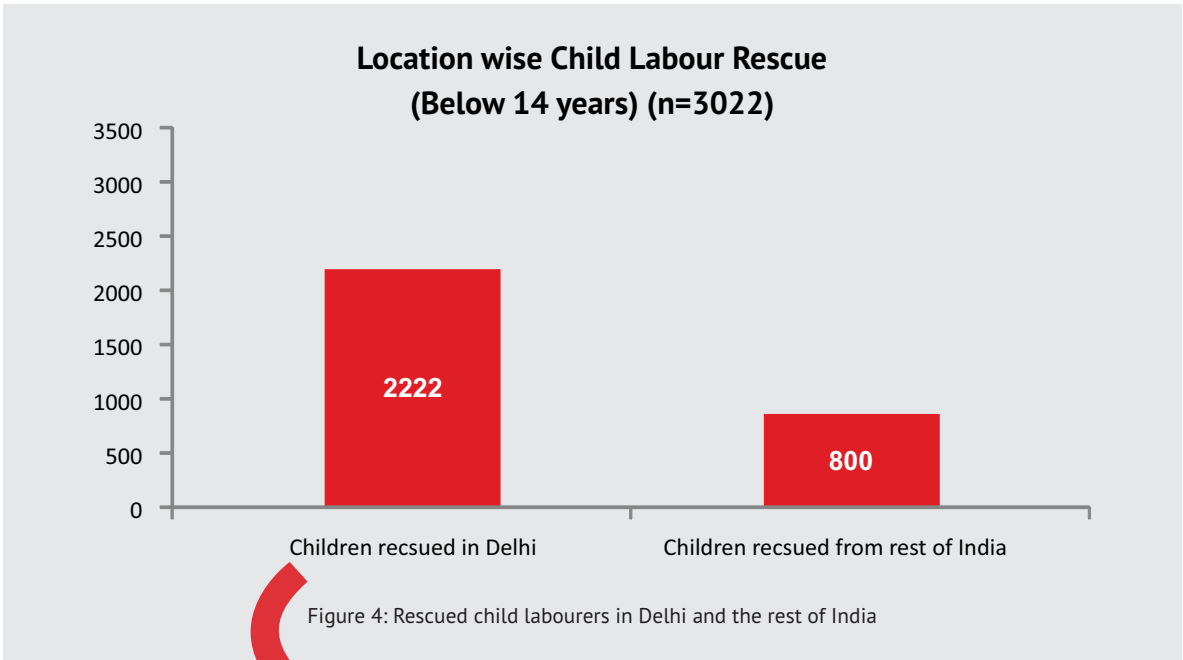 Location wise Child Labour Rescue
(Below 14 years) (n=3022)
3500
3000
2500
2000
1500
1000
500
0
2222
800
Children recsued in Delhi
Children recsued from rest of India
Figure 4: Rescued child labourers in Delhi and the rest of India